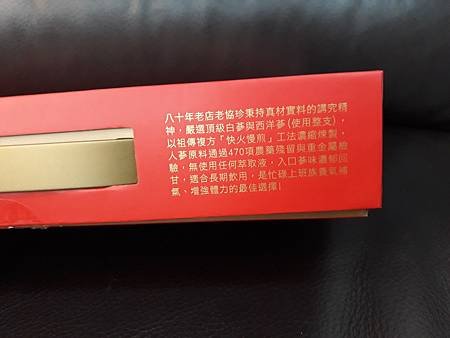 八十年老店老協珍秉持真材實料的講究精
神，嚴選頂級白蔘與西洋蔘(使用整支)，
以祖傳複方「快火慢煎」工法濃縮煉製，
人蔘原料通過470項農藥殘留與重金屬檢
驗，無使用任何萃取液，入口蔘味濃郁回
甘，適合長期飲用，是忙碌上班族養氣補
氣、增強體力的最佳選擇!